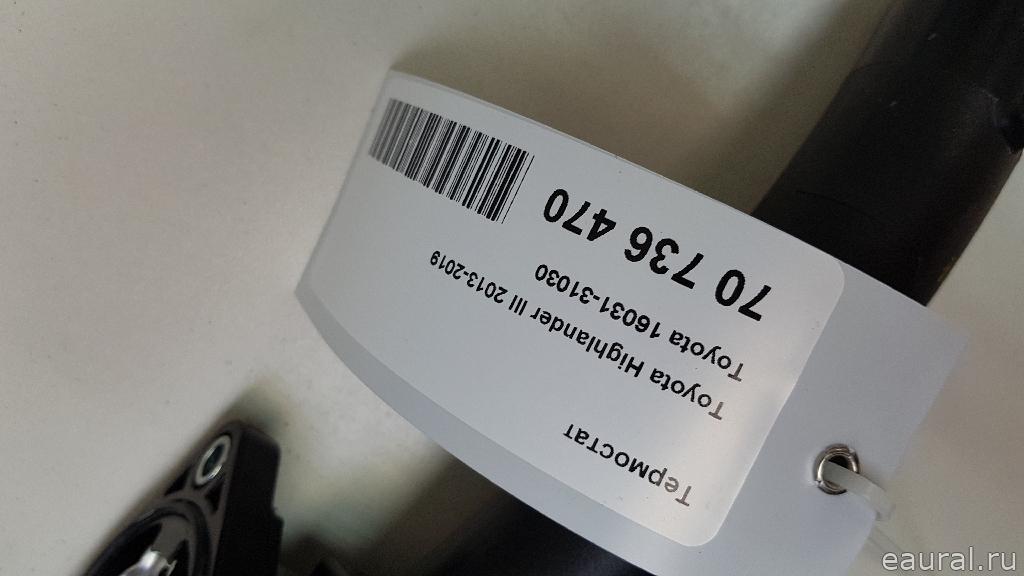 Термостат
Toyota Highlander III 2013-2019
Toyota 16031-31030
70 736 470
eaural.ru